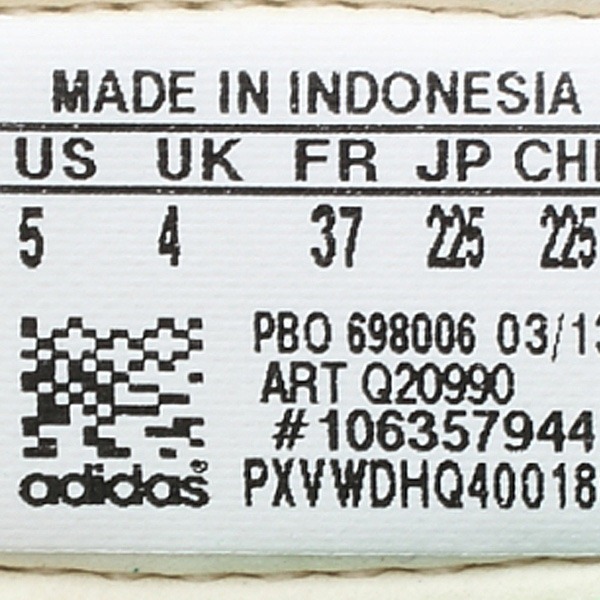 MADE IN INDONESIA
US UK FR JP CHI
5 4 37 225 225
PBO 698006 03/13
ART Q20990
#106357944
PXVWDHQ40018
adidas®